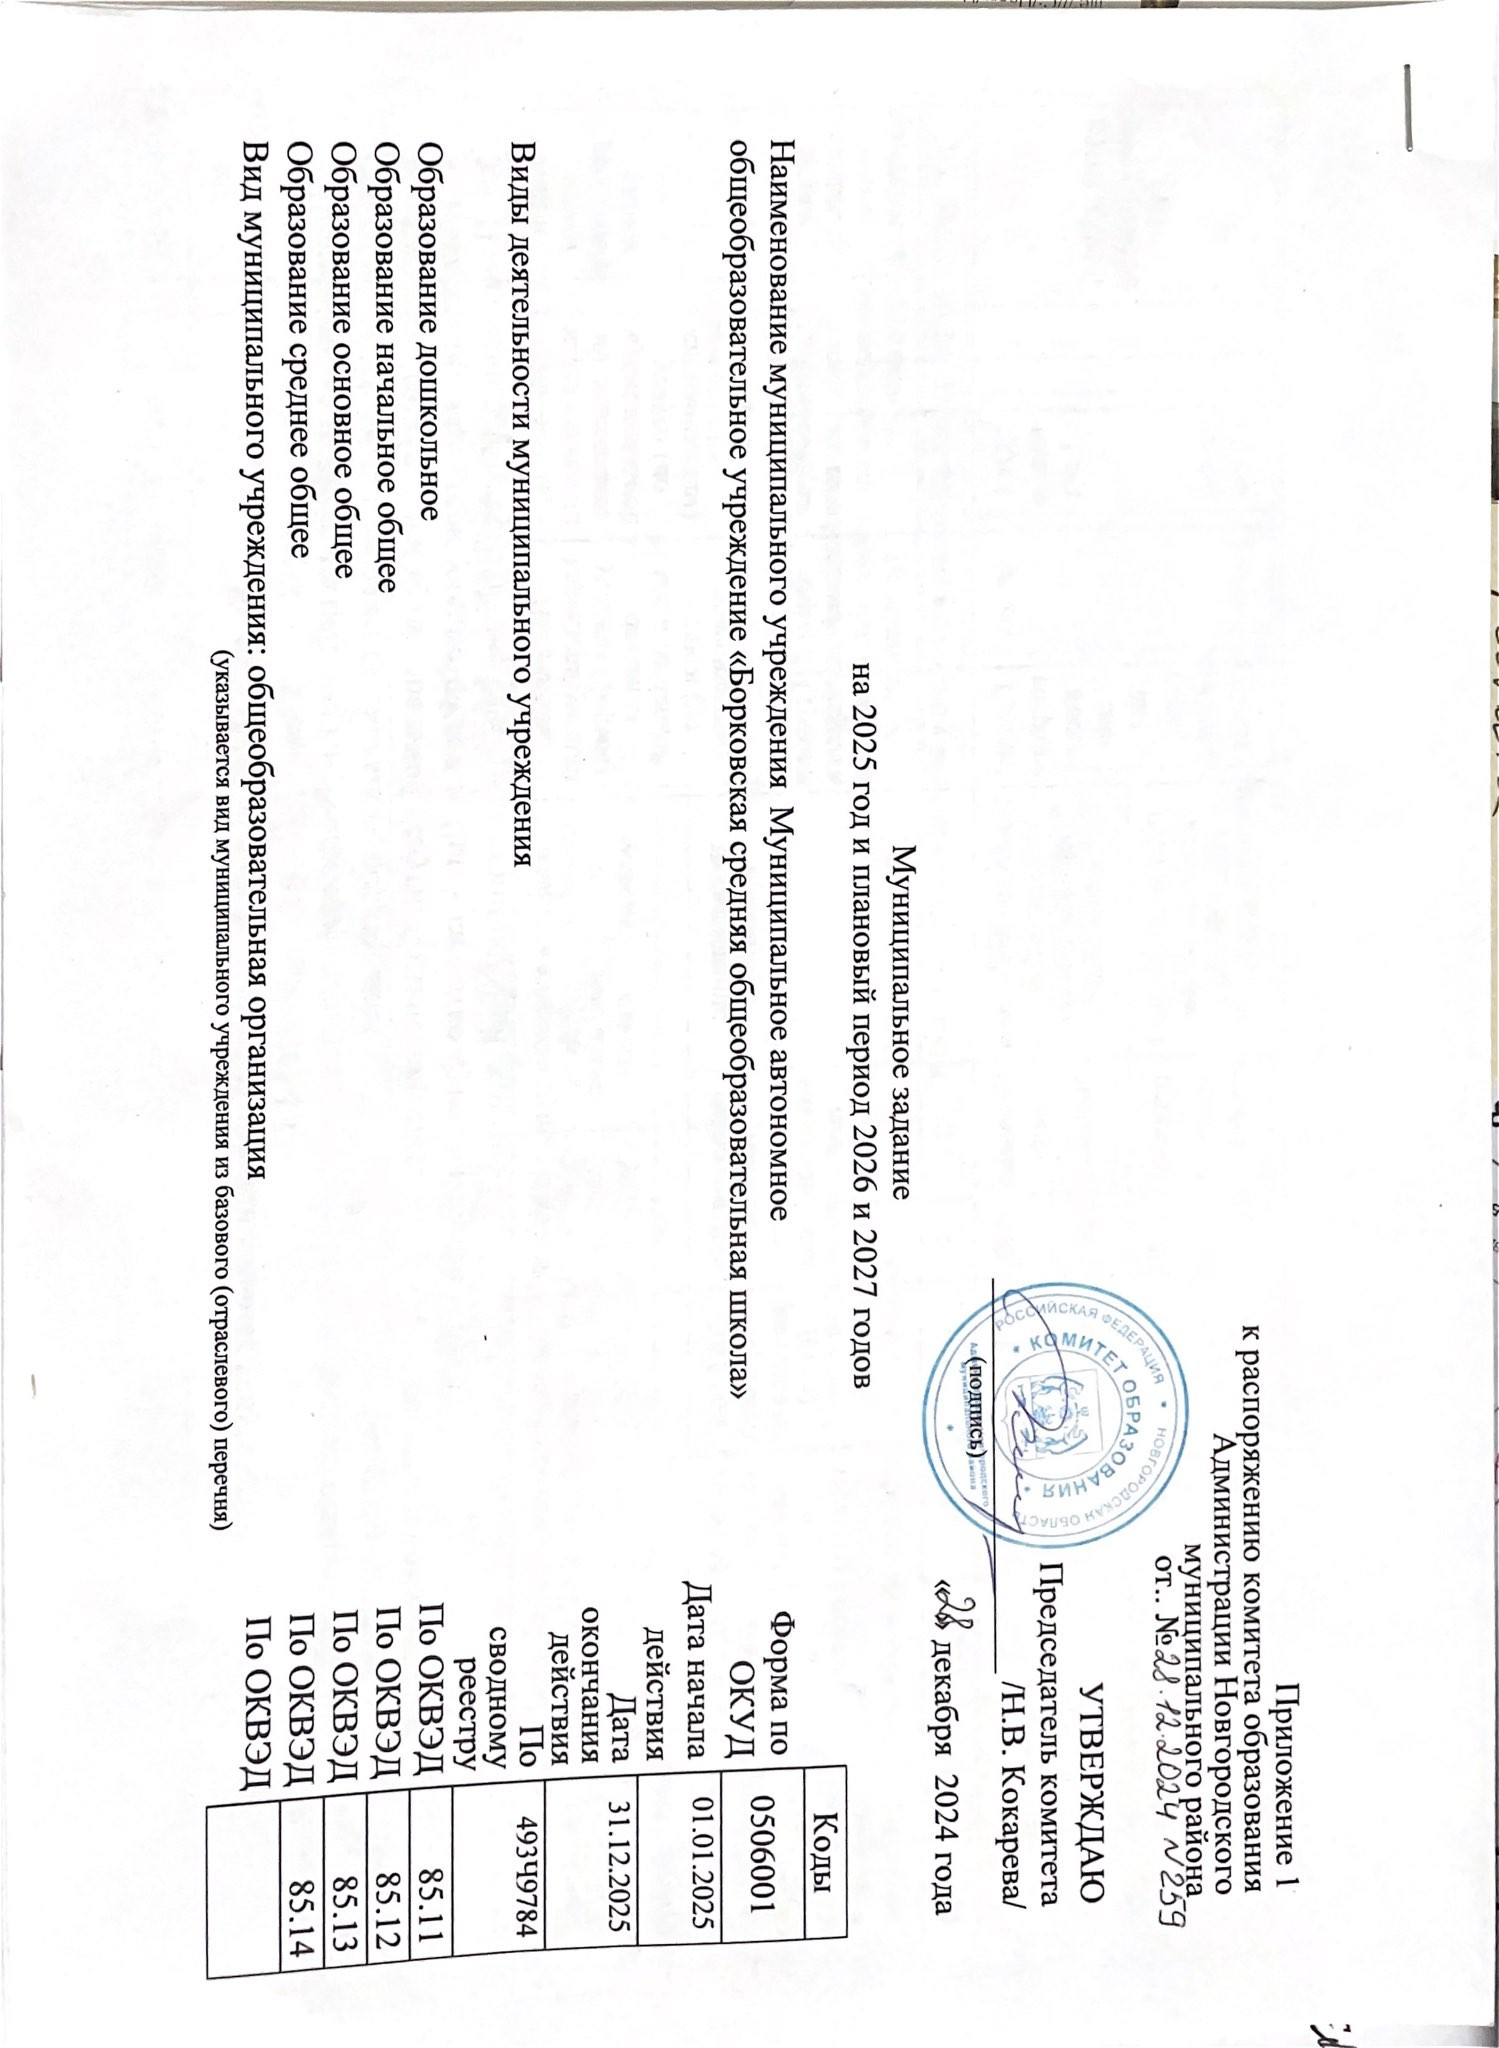 Приложение 1
к распоряжению комитета образования
Администрации Новгородского
муниципального района
от.. № 28.12.2024 N 259
УТВЕРЖДАЮ
Председатель комитета
/Н.В. Кокарева/
(подпись)
«28» декабря 2024 года
РОССИЙСКАЯ ФЕДЕРАЦИЯ • НОВГОРОДСКАЯ ОБЛАСТЬ
• КОМИТЕТ ОБРАЗОВАНИЯ •
Муниципальное задание
на 2025 год и плановый период 2026 и 2027 годов
Коды
Наименование муниципального учреждения Муниципальное автономное
общеобразовательное учреждение «Борковская средняя общеобразовательная школа»
Форма по
ОКУД
0506001
Дата начала
действия
01.01.2025
Дата
окончания
действия
31.12.2025
Виды деятельности муниципального учреждения
По
сводному
реестру
493Ч9784
Образование дошкольное По ОКВЭД 85.11
Образование начальное общее По ОКВЭД 85.12
Образование основное общее По ОКВЭД 85.13
Образование среднее общее По ОКВЭД 85.14
Вид муниципального учреждения: общеобразовательная организация По ОКВЭД
(указывается вид муниципального учреждения из базового (отраслевого) перечня)